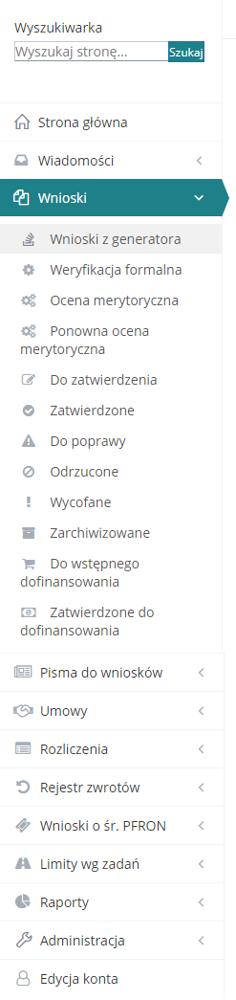 Wyszukiwarka
Wyszukaj stronę...
Szukaj
Strona główna
Wiadomości
Wnioski
Wnioski z generatora
Weryfikacja formalna
Ocena merytoryczna
Ponowna ocena
merytoryczna
Do zatwierdzenia
Zatwierdzone
Do poprawy
Odrzucone
Wycofane
Zarchiwizowane
Do wstępnego
dofinansowania
Zatwierdzone do
dofinansowania
Pisma do wniosków
Umowy
Rozliczenia
Rejestr zwrotów
Wnioski o śr. PFRON
Limity wg zadań
Raporty
Administracja
Edycja konta